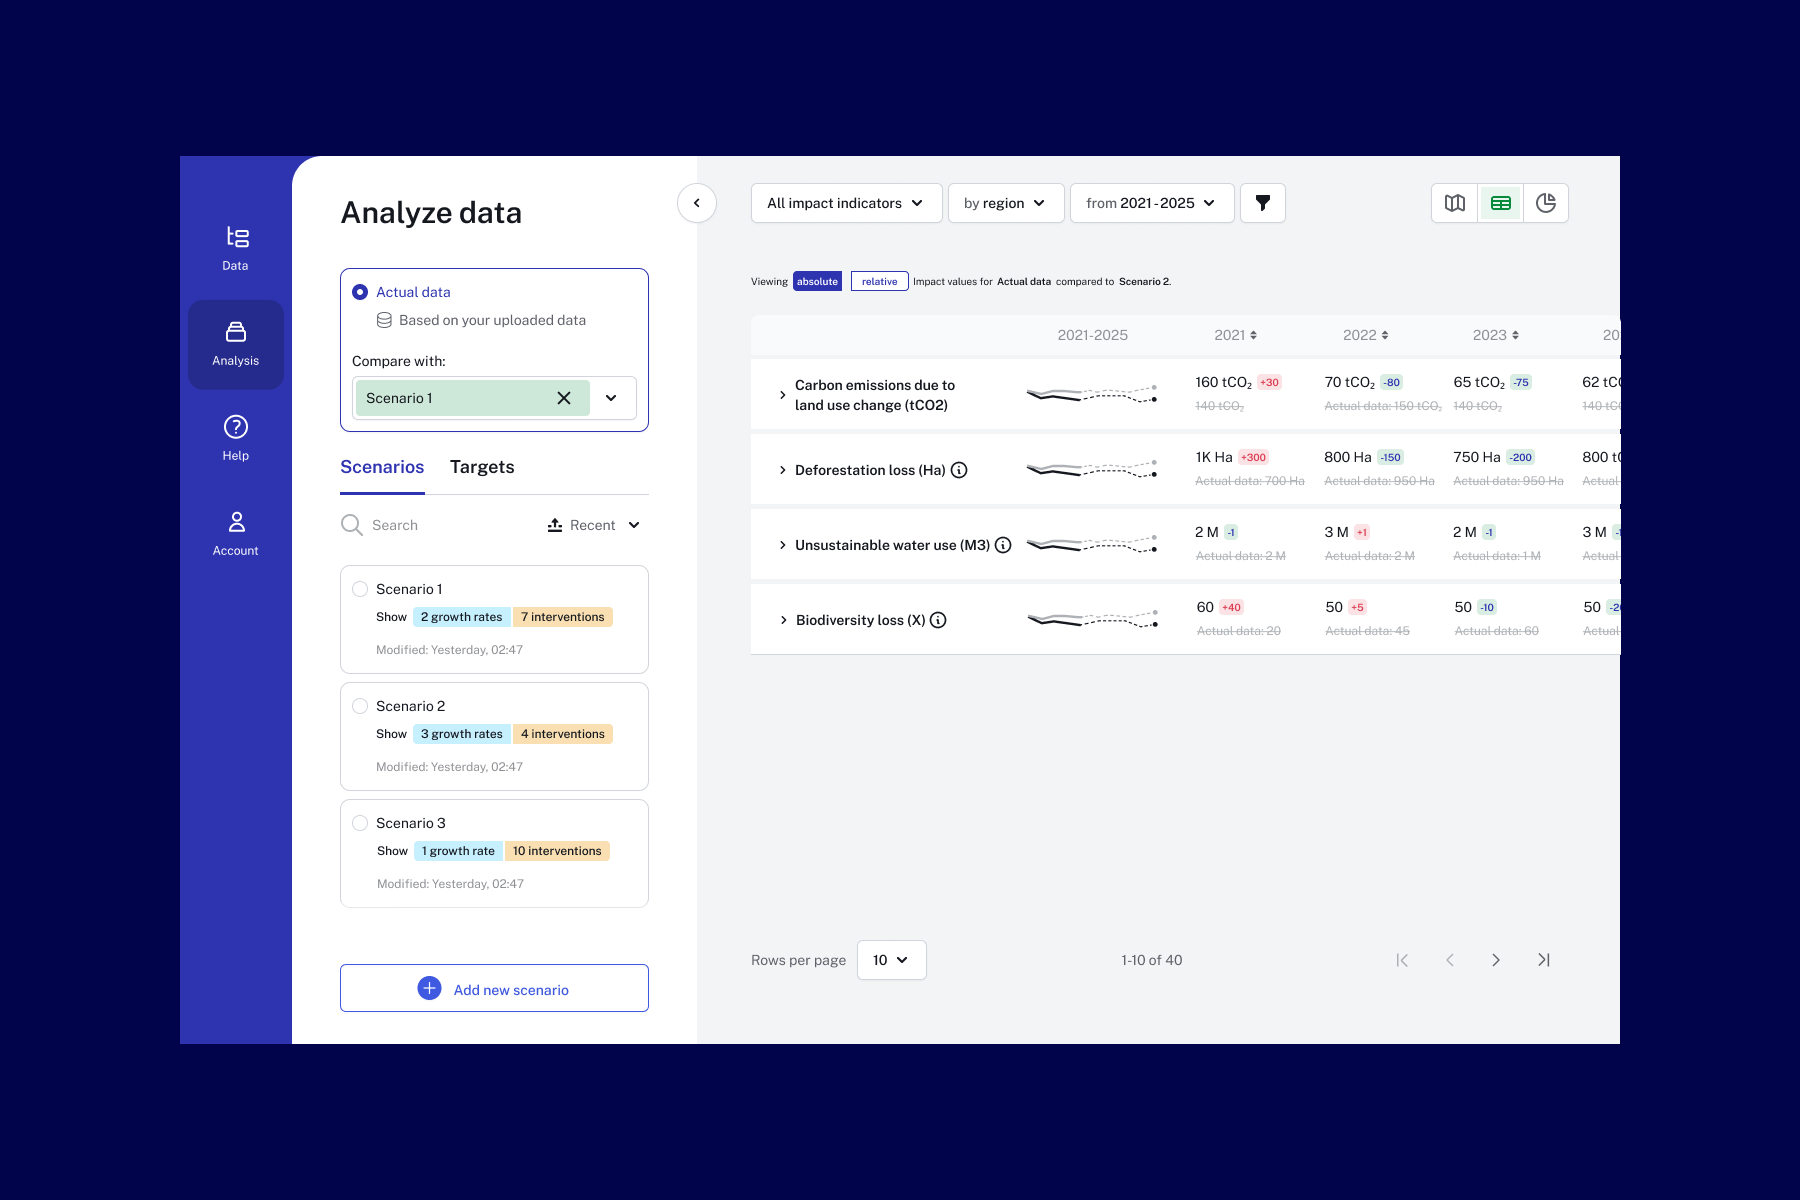 Data
Analysis
Help
Account
Analyze data
Actual data
Based on your uploaded data
Compare with:
Scenario 1
Scenarios Targets
Search Recent
Scenario 1
Show 2 growth rates 7 interventions
Modified: Yesterday, 02:47
Scenario 2
Show 3 growth rates 4 interventions
Modified: Yesterday, 02:47
Scenario 3
Show 1 growth rate 10 interventions
Modified: Yesterday, 02:47
Add new scenario
All impact indicators by region from 2021 - 2025
Viewing absolute relative Impact values for Actual data compared to Scenario 2.
2021-2025 2021 2022 2023 20
Carbon emissions due to
land use change (tCO2)
160 tCO₂ +30 70 tCO₂ -80 65 tCO₂ -75 62 tCO
140 tCO₂ Actual data: 150 tCO₂ 140 tCO₂ 140 tCO
Deforestation loss (Ha)
1K Ha +300 800 Ha -150 750 Ha -200 800 t
Actual data: 700 Ha Actual data: 950 Ha Actual data: 950 Ha Actual
Unsustainable water use (M3)
2 M -1 3 M +1 2 M -1 3 M
Actual data: 2 M Actual data: 2 M Actual data: 1 M Actual
Biodiversity loss (X)
60 +40 50 +5 50 -10 50 -2
Actual data: 20 Actual data: 45 Actual data: 60 Actual
Rows per page 10 1-10 of 40